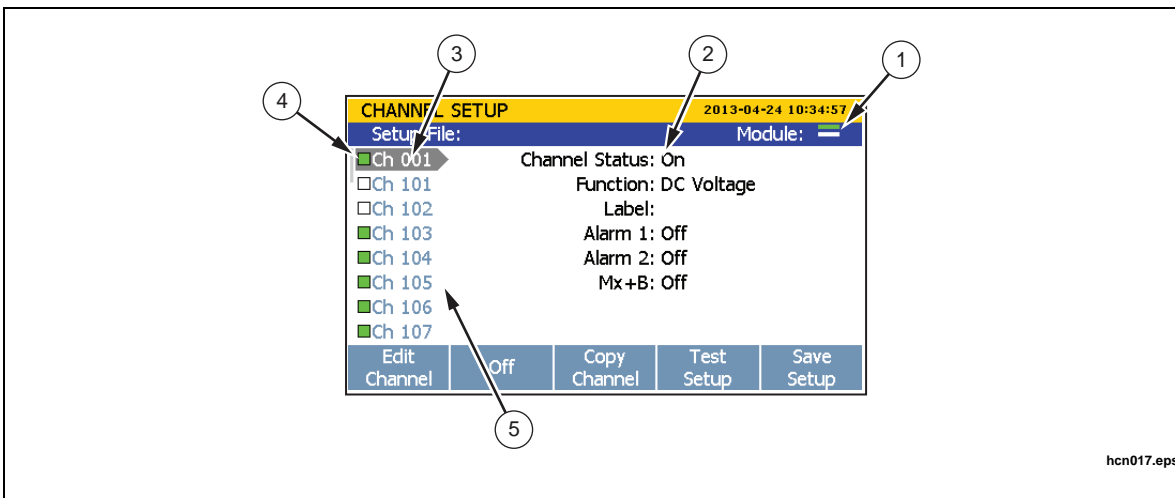 3
2
1
4
CHANNEL SETUP 2013-04-24 10:34:57
Setup File: Module:
Ch 001
Ch 101
Ch 102
Ch 103
Ch 104
Ch 105
Ch 106
Ch 107
Channel Status: On
Function: DC Voltage
Label:
Alarm 1: Off
Alarm 2: Off
Mx+B: Off
Edit Channel
Off
Copy Channel
Test Setup
Save Setup
5
hcn017.eps